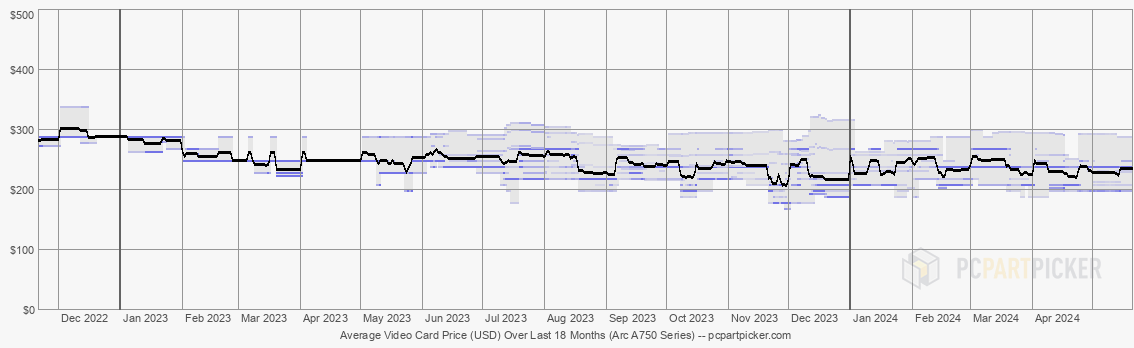 $500
$400
$300
$200
$100
$0
PCPARTPICKER
Dec 2022 Jan 2023 Feb 2023 Mar 2023 Apr 2023 May 2023 Jun 2023 Jul 2023 Aug 2023 Sep 2023 Oct 2023 Nov 2023 Dec 2023 Jan 2024 Feb 2024 Mar 2024 Apr 2024
Average Video Card Price (USD) Over Last 18 Months (Arc A750 Series) -- pcpartpicker.com